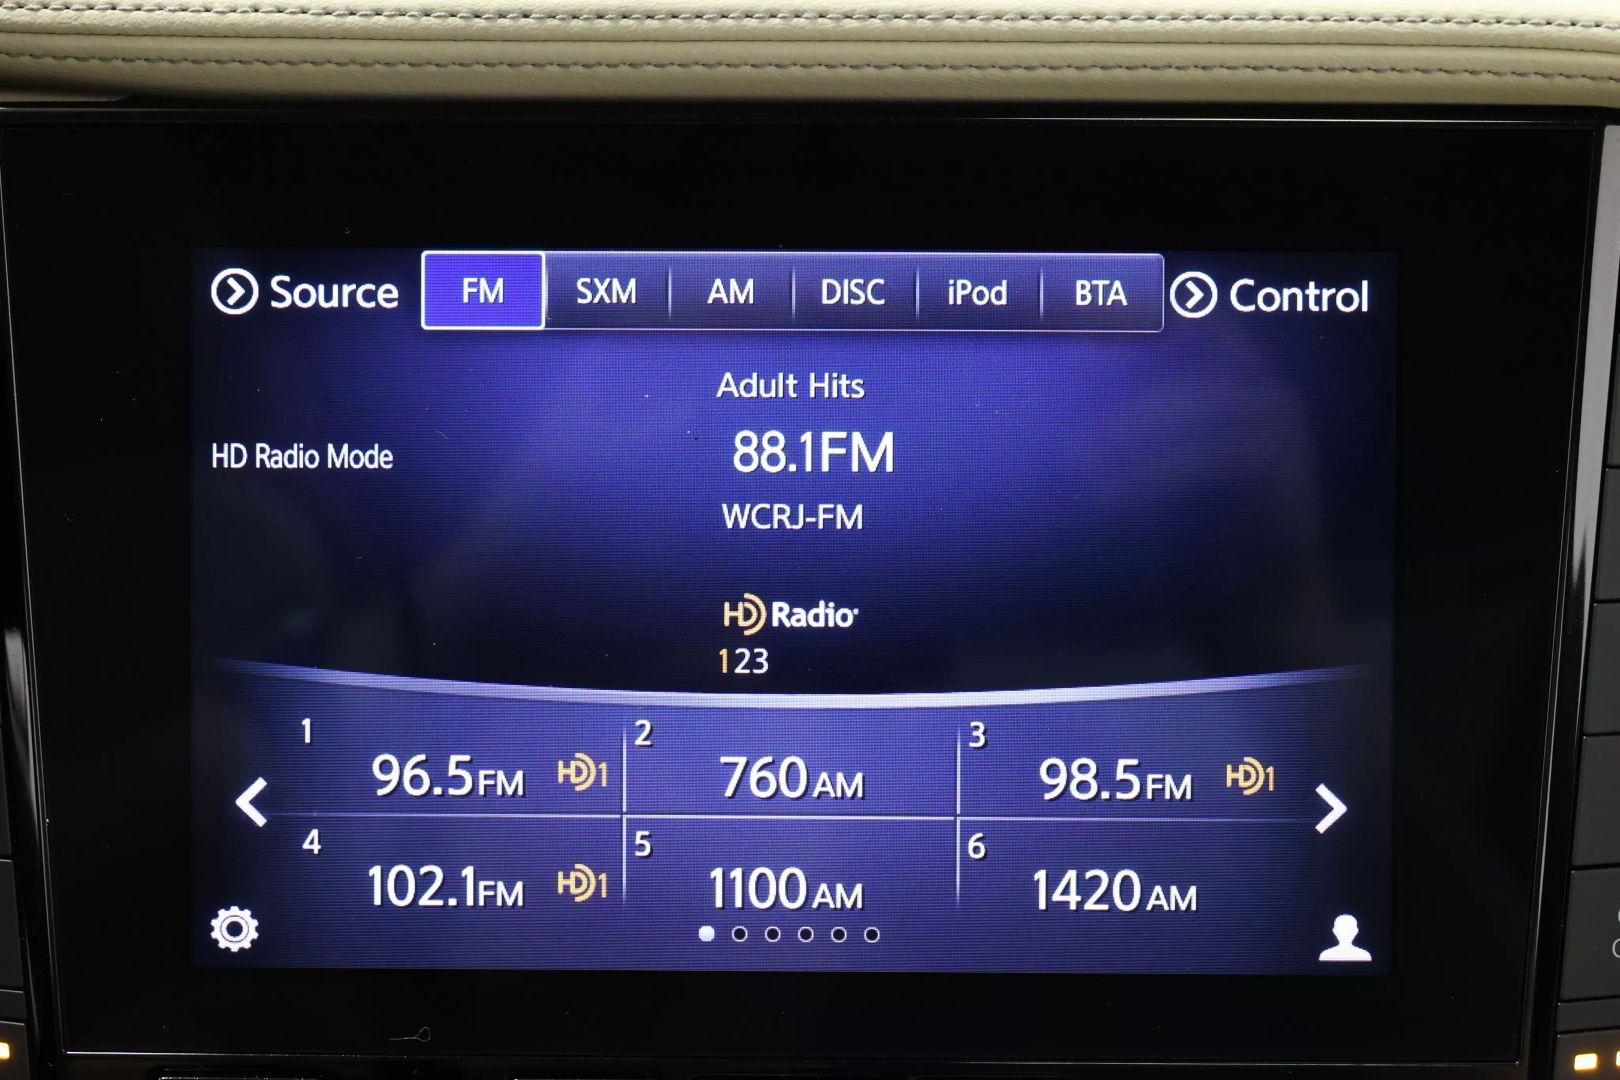 Source FM SXM AM DISC iPod BTA Control
Adult Hits
HD Radio Mode 88.1FM
WCRJ-FM
HD Radio
123
1 2 3
96.5FM HD1 760AM 98.5FM HD1
4 5 6
102.1FM HD1 1100AM 1420AM